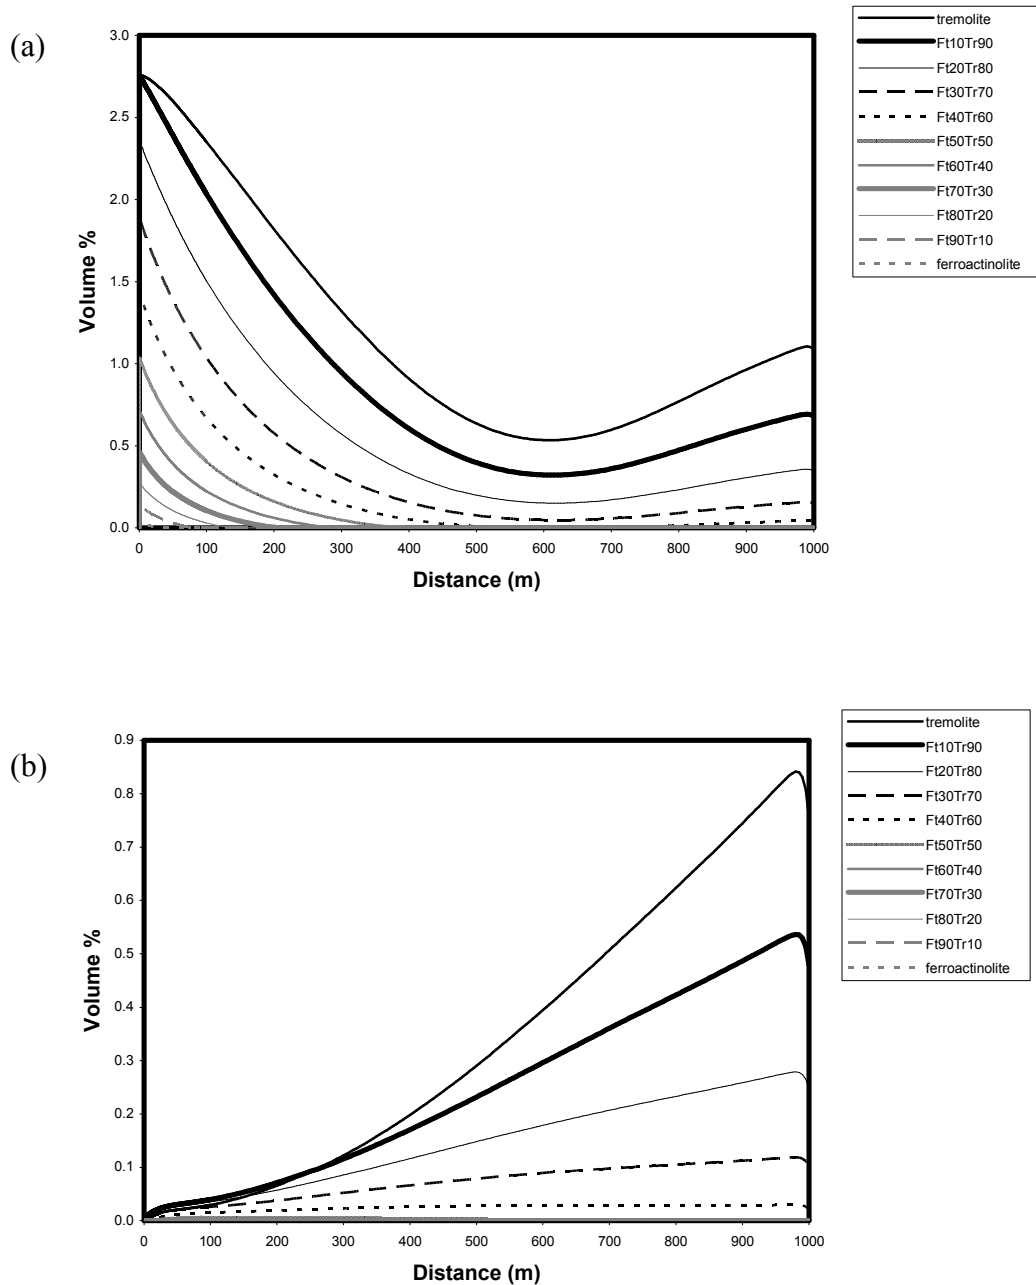 (a)
3.0
2.5
2.0
1.5
1.0
0.5
0.0
Volume %
0 100 200 300 400 500 600 700 800 900 1000
Distance (m)
tremolite
Ft10Tr90
Ft20Tr80
Ft30Tr70
Ft40Tr60
Ft50Tr50
Ft60Tr40
Ft70Tr30
Ft80Tr20
Ft90Tr10
ferroactinolite
(b)
0.9
0.8
0.7
0.6
0.5
0.4
0.3
0.2
0.1
0.0
Volume %
0 100 200 300 400 500 600 700 800 900 1000
Distance (m)
tremolite
Ft10Tr90
Ft20Tr80
Ft30Tr70
Ft40Tr60
Ft50Tr50
Ft60Tr40
Ft70Tr30
Ft80Tr20
Ft90Tr10
ferroactinolite